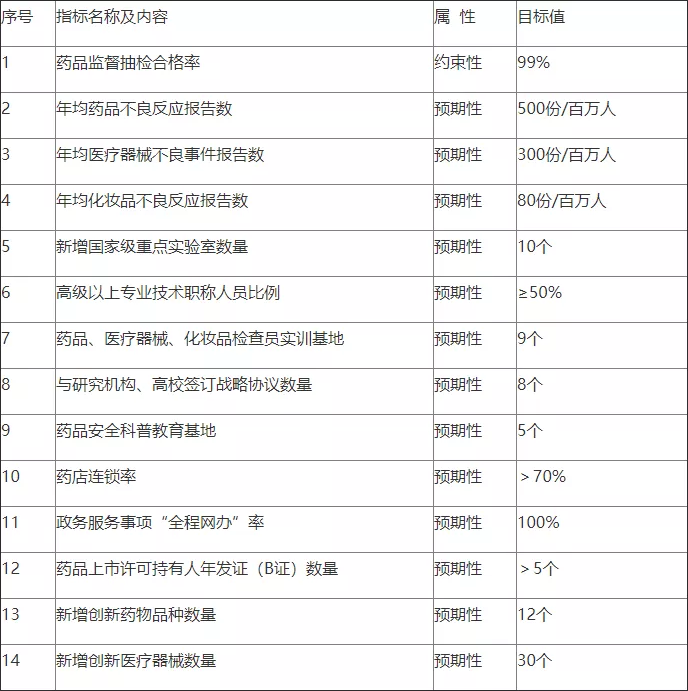 序号 指标名称及内容 属 性 目标值
1 药品监督抽检合格率 约束性 99%
2 年均药品不良反应报告数 预期性 500份/百万人
3 年均医疗器械不良事件报告数 预期性 300份/百万人
4 年均化妆品不良反应报告数 预期性 80份/百万人
5 新增国家级重点实验室数量 预期性 10个
6 高级以上专业技术职称人员比例 预期性 ≥50%
7 药品、医疗器械、化妆品检查员实训基地 预期性 9个
8 与研究机构、高校签订战略协议数量 预期性 8个
9 药品安全科普教育基地 预期性 5个
10 药店连锁率 预期性 ＞70%
11 政务服务事项“全程网办”率 预期性 100%
12 药品上市许可持有人年发证（B证）数量 预期性 ＞5个
13 新增创新药物品种数量 预期性 12个
14 新增创新医疗器械数量 预期性 30个